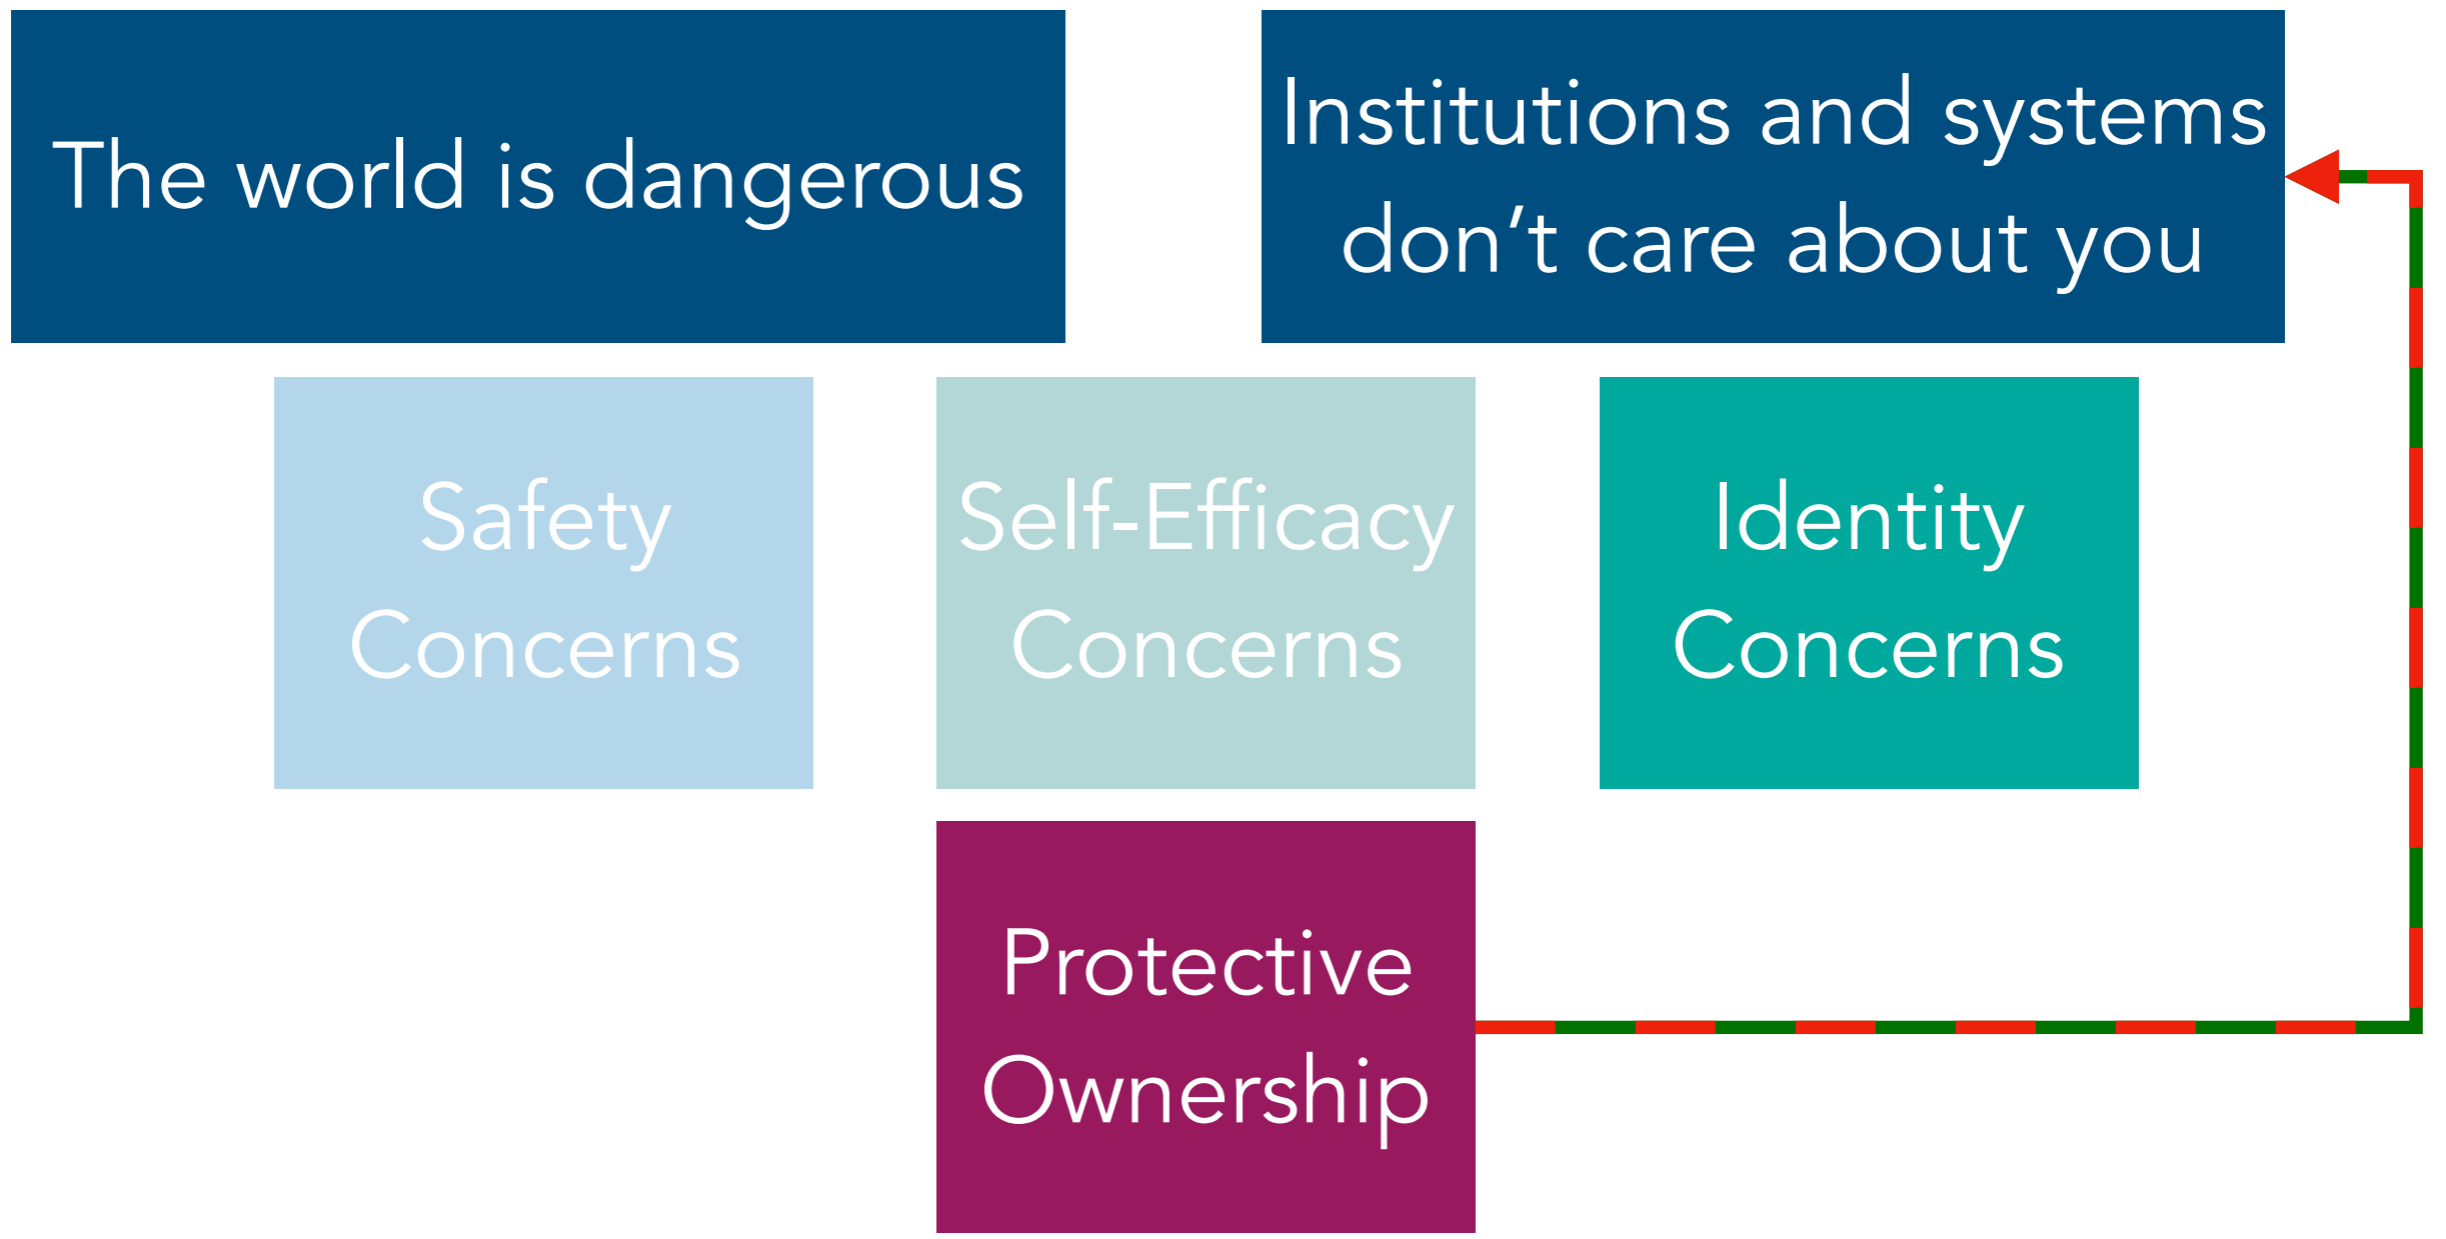 The world is dangerous
Institutions and systems
don’t care about you
Safety
Concerns
Self-Efficacy
Concerns
Identity
Concerns
Protective
Ownership